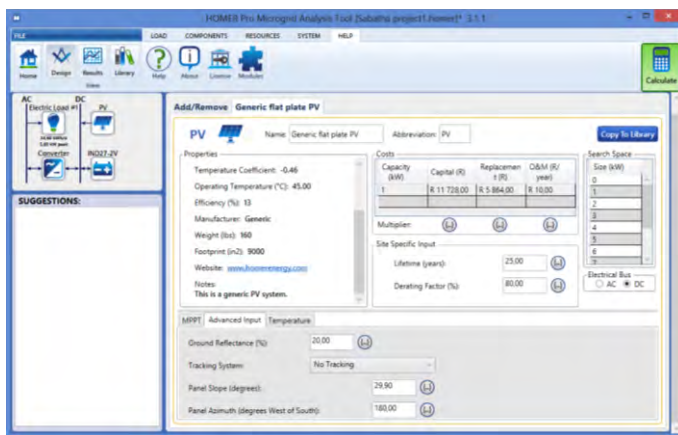 HOMER Pro Microgrid Analysis Tool [Sabatha project1.homer]* 3.1.1
FILE
LOAD COMPONENTS RESOURCES SYSTEM HELP
Home Design Results Library
View
Help About License Modules
Calculate
AC DC
Electric Load #1 PV
Converter IND27-2V
SUGGESTIONS:
Add/Remove Generic flat plate PV
PV Name: Generic flat plate PV Abbreviation: PV Copy To Library
Properties
Temperature Coefficient: -0.46
Operating Temperature (°C): 45.00
Efficiency (%): 13
Manufacturer: Generic
Weight (lbs): 160
Footprint (in2): 9000
Website: www.homerenergy.com
Notes:
This is a generic PV system.
Costs
Capacity (kW) Capital (R) Replacemen t (R) O&M (R/ year)
1 R 11 728,00 R 5 864,00 R 10,00
Multiplier:
Site Specific Input
Lifetime (years): 25,00
Derating Factor (%): 80,00
Search Space
Size (kW)
0
1
2
3
4
5
6
Electrical Bus
AC DC
MPPT Advanced Input Temperature
Ground Reflectance (%): 20,00
Tracking System: No Tracking
Panel Slope (degrees): 29,90
Panel Azimuth (degrees West of South): 180,00